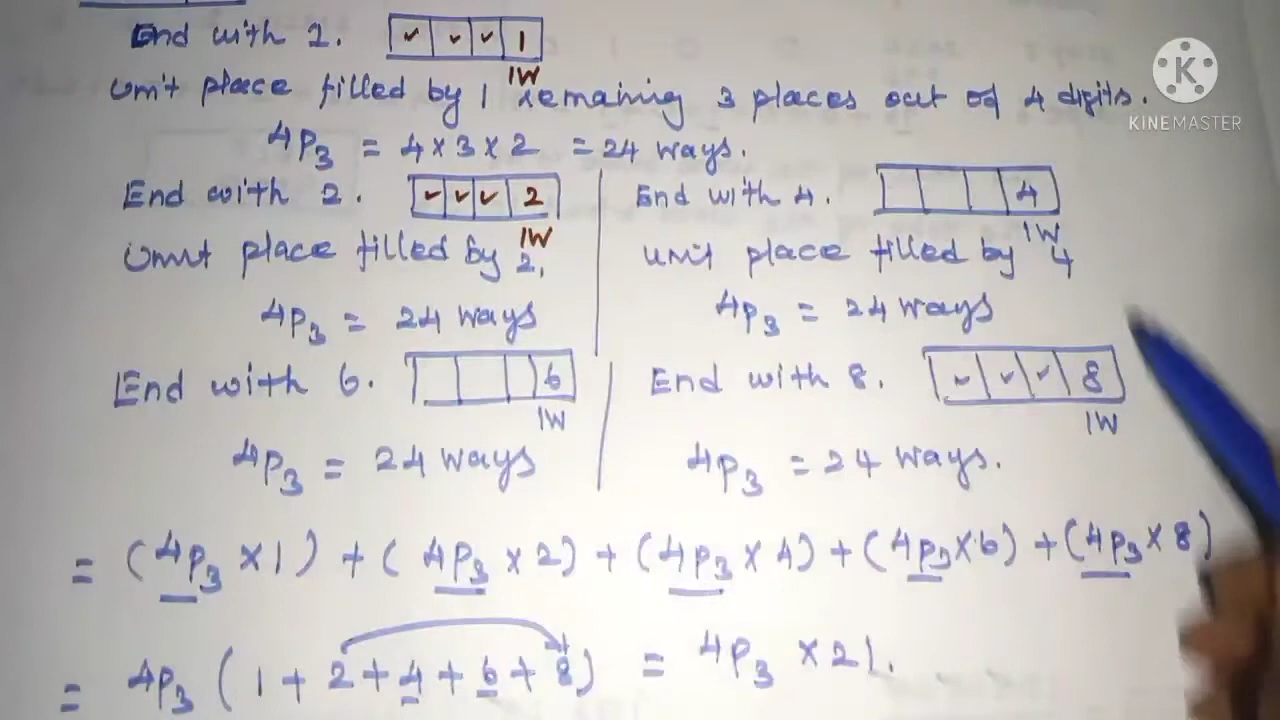 End with 1. ✓ ✓ ✓ 1
1W
Unit place filled by 1 remaining 3 places out of 4 digits.
4P3 = 4 × 3 × 2 = 24 ways.
End with 2. ✓ ✓ ✓ 2
1W
Unit place filled by 2,
4P3 = 24 ways
End with 4. 4
1W
Unit place filled by 4
4P3 = 24 ways
End with 6. 6
1W
4P3 = 24 ways
End with 8. ✓ ✓ ✓ 8
1W
4P3 = 24 ways.
= (4P3 × 1) + (4P3 × 2) + (4P3 × 4) + (4P3 × 6) + (4P3 × 8)
= 4P3 (1 + 2 + 4 + 6 + 8) = 4P3 × 21.
K
KINEMASTER